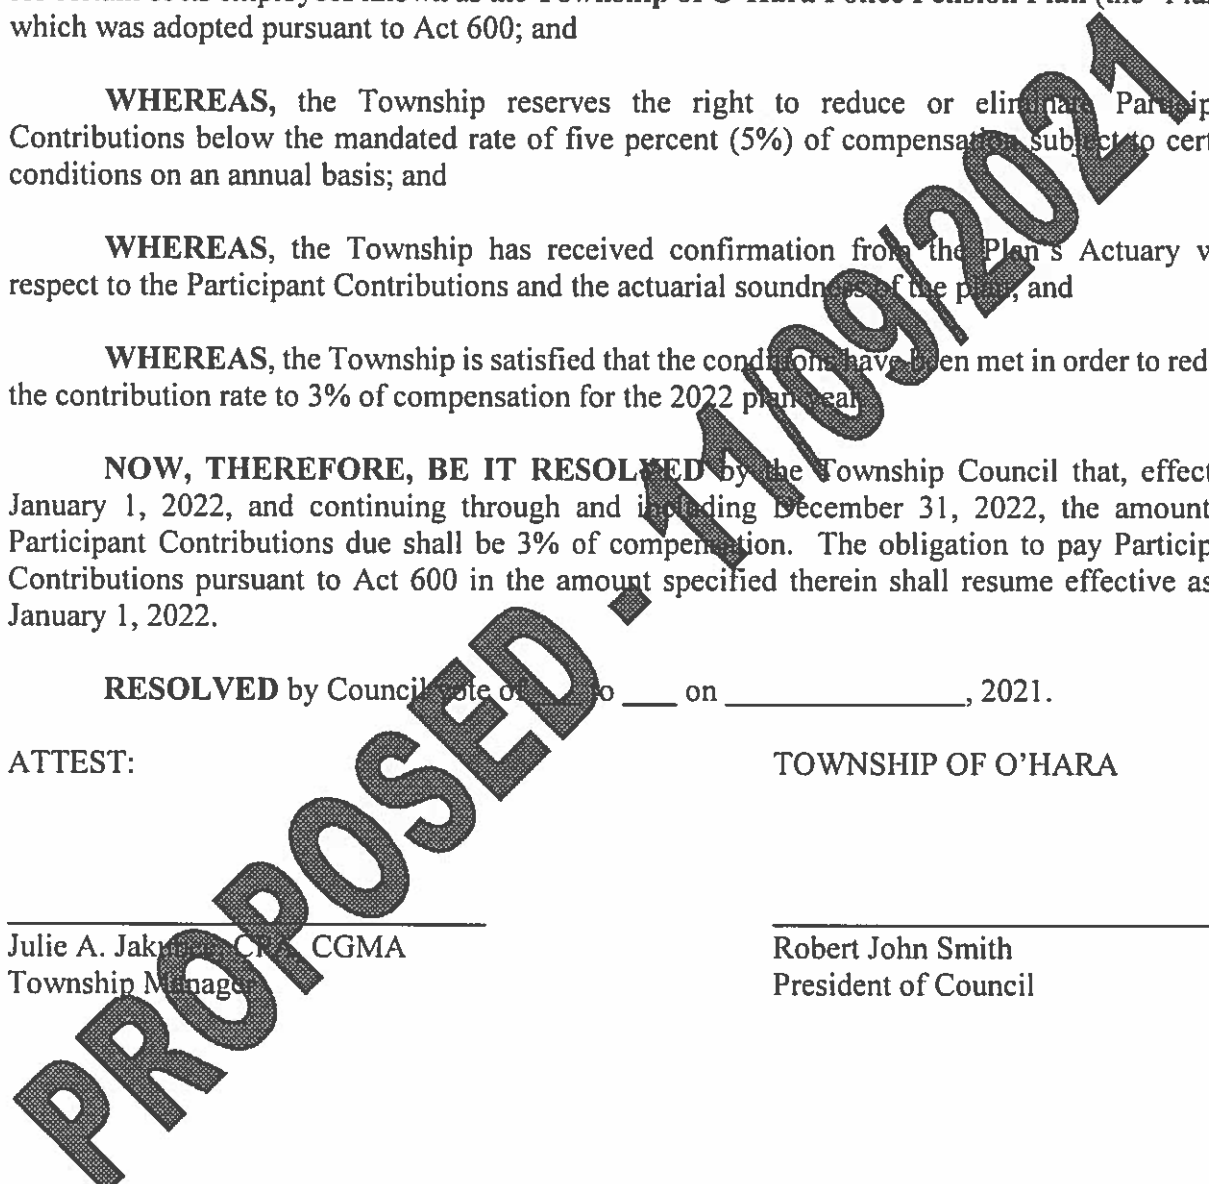 which was adopted pursuant to Act 600; and
WHEREAS, the Township reserves the right to reduce or eliminate Particip
Contributions below the mandated rate of five percent (5%) of compensation subject to cert
conditions on an annual basis; and
WHEREAS, the Township has received confirmation from the Plan's Actuary w
respect to the Participant Contributions and the actuarial soundness of the plan; and
WHEREAS, the Township is satisfied that the conditions have been met in order to red
the contribution rate to 3% of compensation for the 2022 plan year
NOW, THEREFORE, BE IT RESOLVED by the Township Council that, effect
January 1, 2022, and continuing through and including December 31, 2022, the amount
Participant Contributions due shall be 3% of compensation. The obligation to pay Particip
Contributions pursuant to Act 600 in the amount specified therein shall resume effective as
January 1, 2022.
RESOLVED by Council vote of ___ to ___ on ______________, 2021.
ATTEST:
TOWNSHIP OF O'HARA
Julie A. CPA, CGMA
Township Manager
Robert John Smith
President of Council
PROPOSED - 11/09/2021